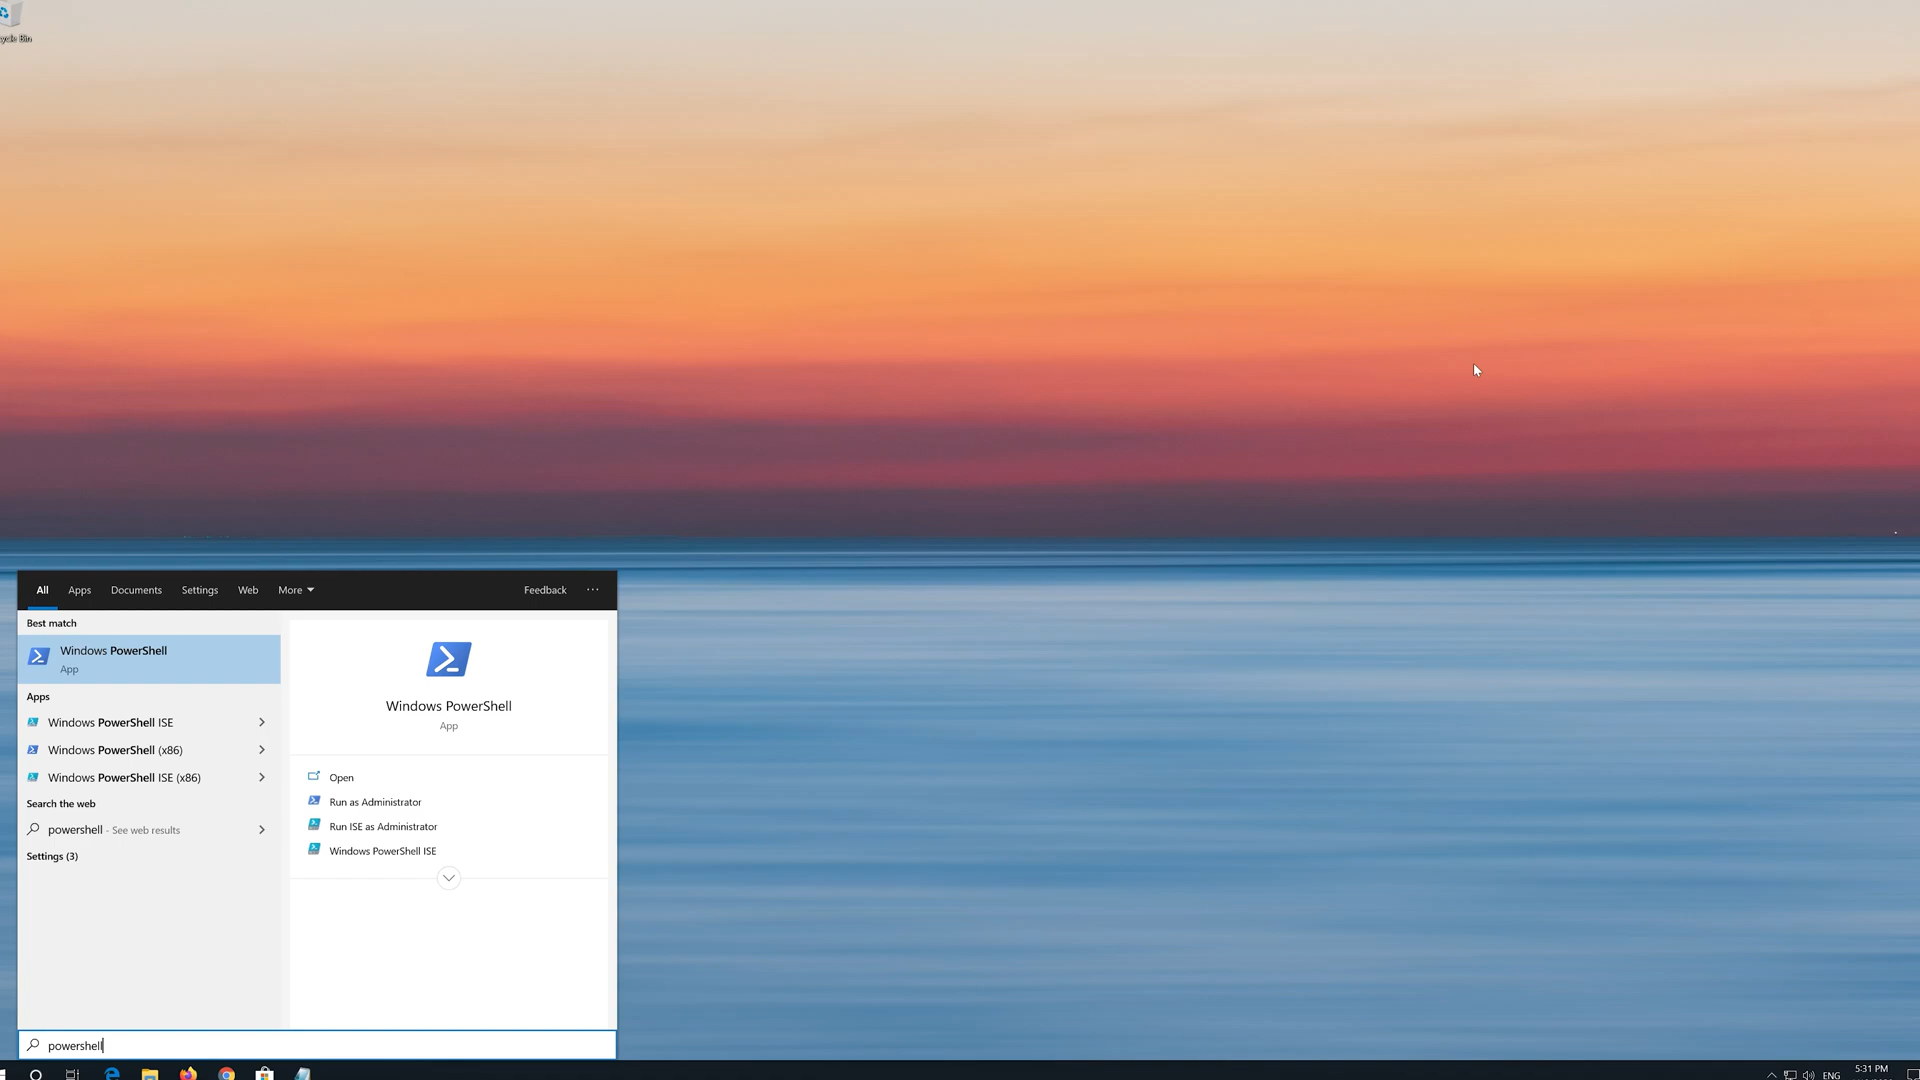 All Apps Documents Settings Web More Feedback ...
Best match
Windows PowerShell
App
Apps
Windows PowerShell ISE
Windows PowerShell (x86)
Windows PowerShell ISE (x86)
Search the web
powershell - See web results
Settings (3)
Windows PowerShell
App
Open
Run as Administrator
Run ISE as Administrator
Windows PowerShell ISE
powershell
ENG
5:31 PM